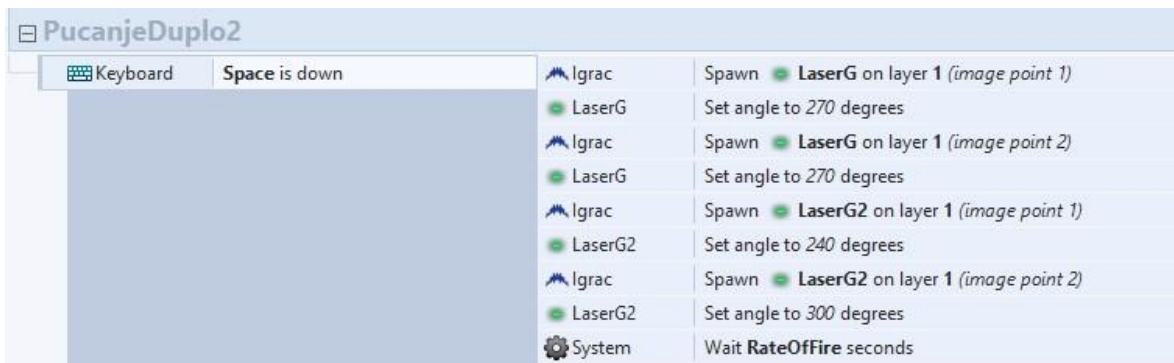 PucanjeDuplo2
Keyboard Space is down Igrac Spawn LaserG on layer 1 (image point 1)
LaserG Set angle to 270 degrees
Igrac Spawn LaserG on layer 1 (image point 2)
LaserG Set angle to 270 degrees
Igrac Spawn LaserG2 on layer 1 (image point 1)
LaserG2 Set angle to 240 degrees
Igrac Spawn LaserG2 on layer 1 (image point 2)
LaserG2 Set angle to 300 degrees
System Wait RateOfFire seconds